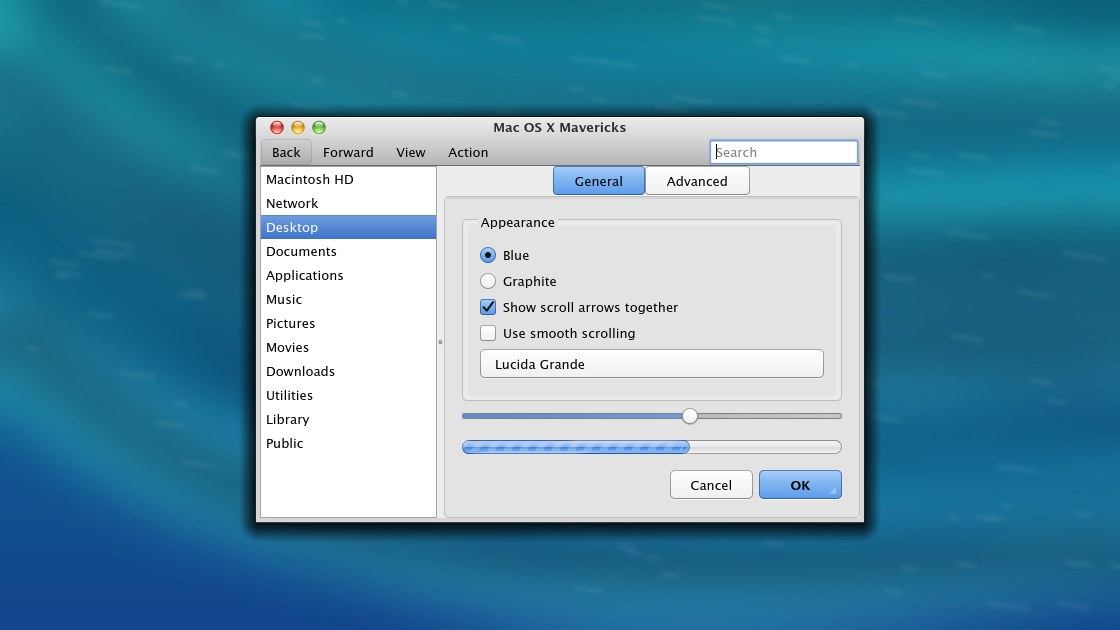 Mac OS X Mavericks
Back Forward View Action Search
Macintosh HD
Network
Desktop
Documents
Applications
Music
Pictures
Movies
Downloads
Utilities
Library
Public
General Advanced
Appearance
Blue
Graphite
Show scroll arrows together
Use smooth scrolling
Lucida Grande
Cancel OK